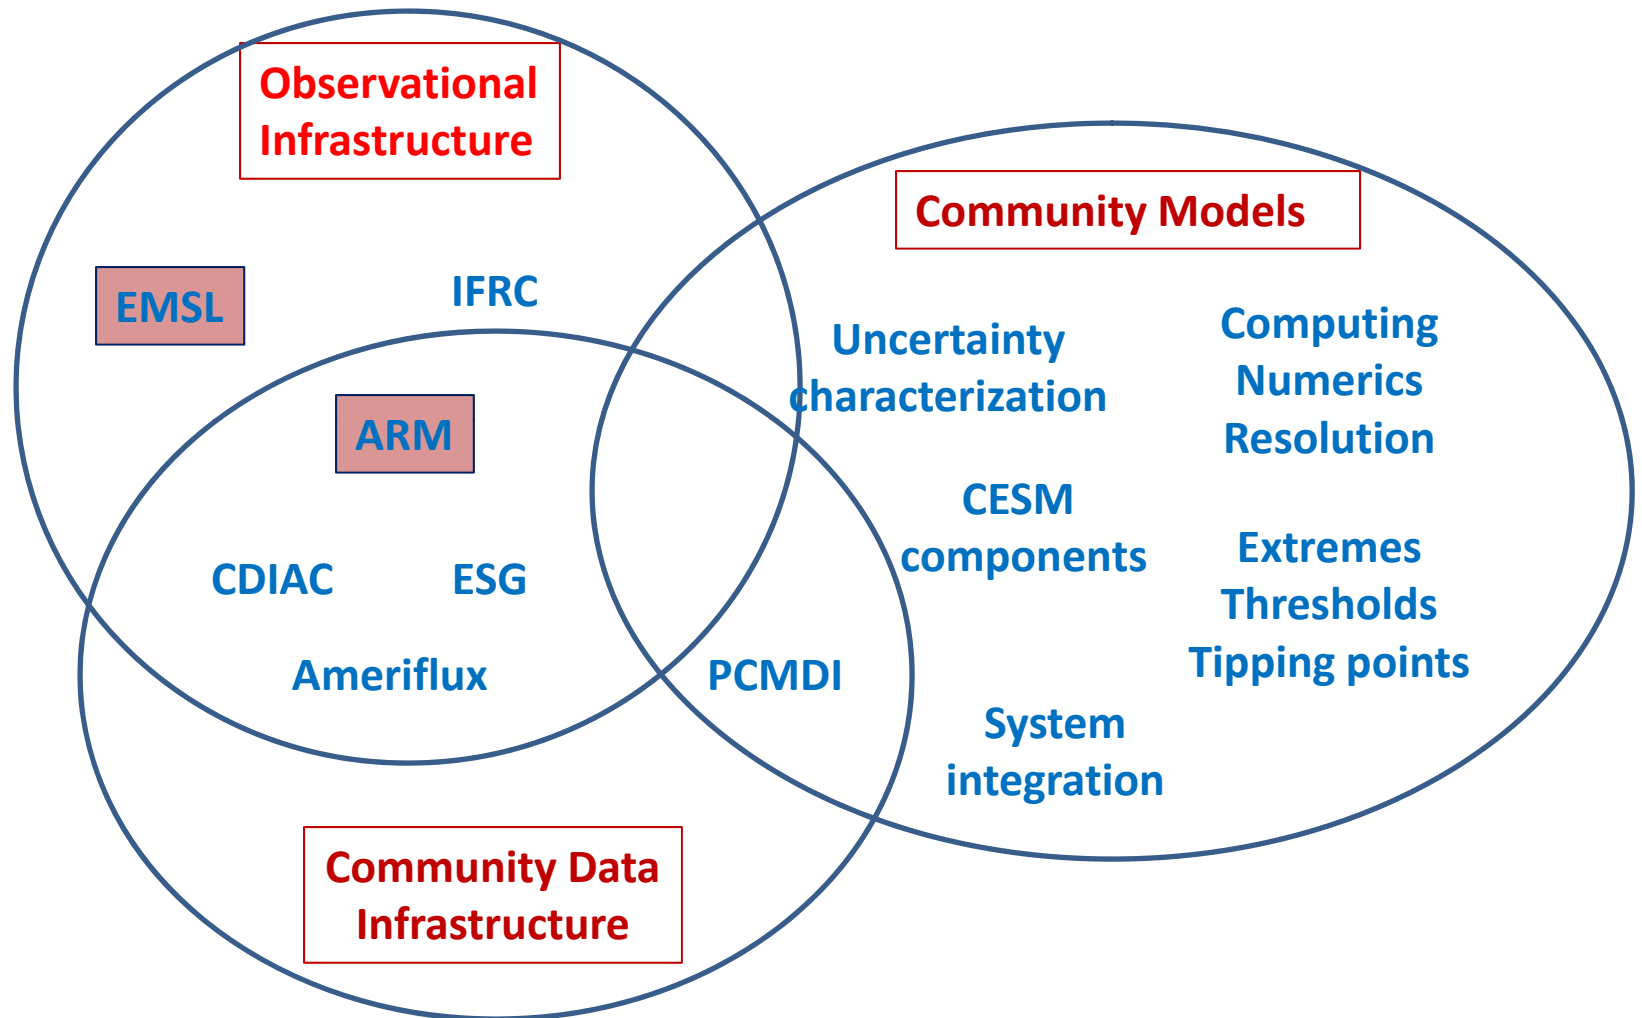 Observational
Infrastructure
Community Models
EMSL
IFRC
Uncertainty
characterization
Computing
Numerics
Resolution
ARM
CESM
components
Extremes
Thresholds
Tipping points
CDIAC
ESG
Ameriflux
PCMDI
System
integration
Community Data
Infrastructure